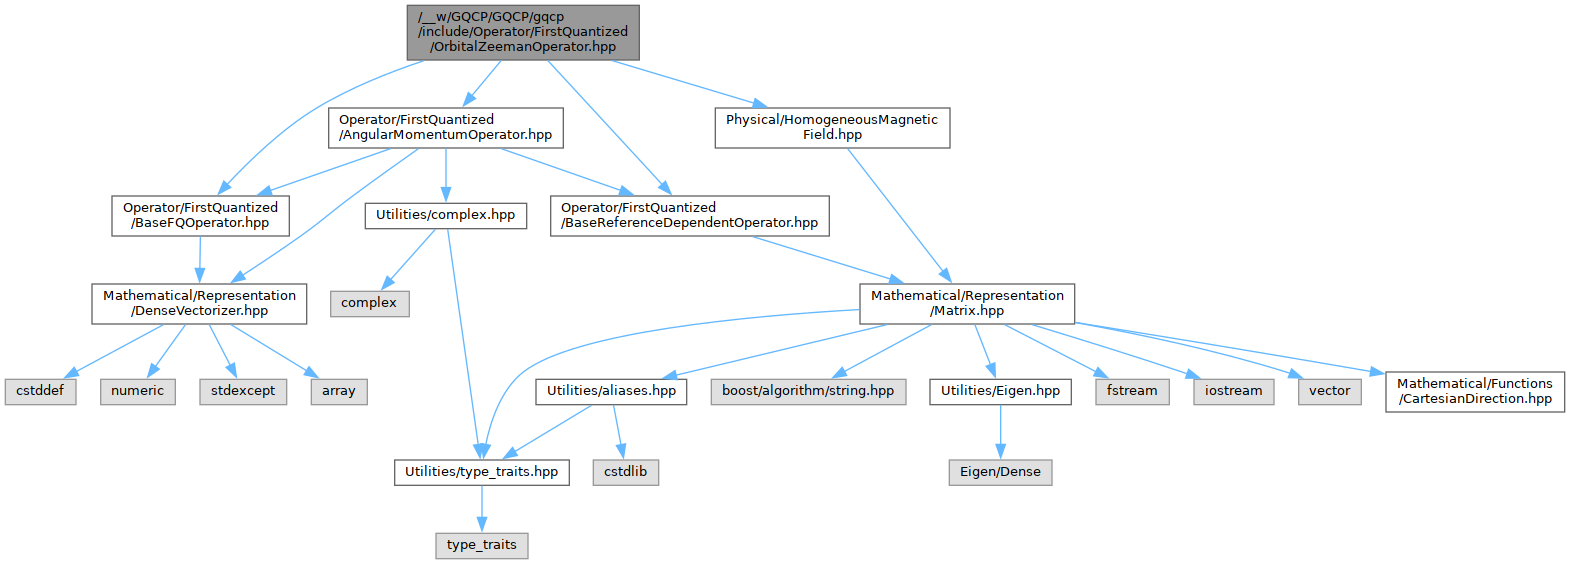 /__w/GQCP/GQCP/gqcp
/include/Operator/FirstQuantized
/OrbitalZeemanOperator.hpp
Operator/FirstQuantized
/AngularMomentumOperator.hpp
Physical/HomogeneousMagnetic
Field.hpp
Operator/FirstQuantized
/BaseFQOperator.hpp
Utilities/complex.hpp
Operator/FirstQuantized
/BaseReferenceDependentOperator.hpp
Mathematical/Representation
/DenseVectorizer.hpp
complex
Mathematical/Representation
/Matrix.hpp
cstddef
numeric
stdexcept
array
Utilities/aliases.hpp
boost/algorithm/string.hpp
Utilities/Eigen.hpp
fstream
iostream
vector
Mathematical/Functions
/CartesianDirection.hpp
Utilities/type_traits.hpp
cstdlib
Eigen/Dense
type_traits